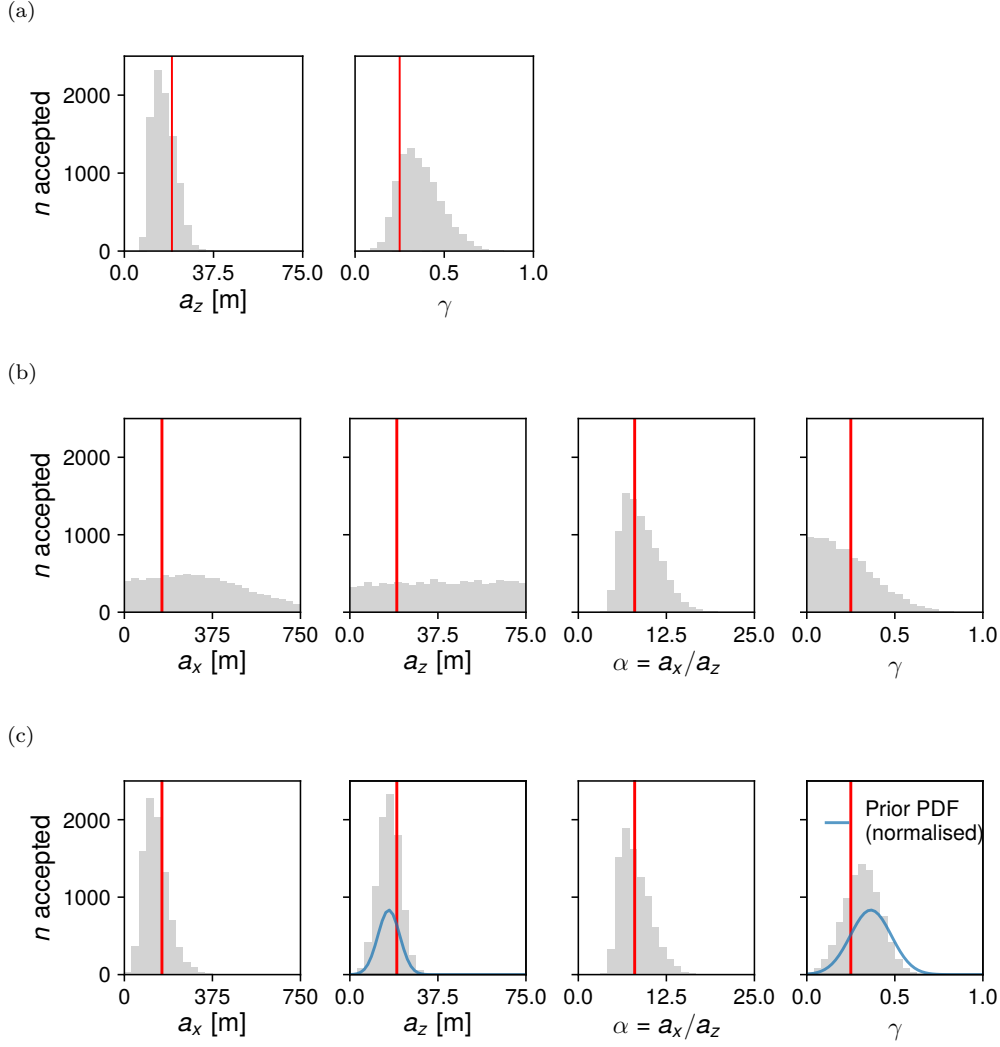 (a)
n accepted
2000
1000
0
0.0 37.5 75.0
a_z [m]
0.0 0.5 1.0
γ
(b)
n accepted
2000
1000
0
0 375 750
a_x [m]
0.0 37.5 75.0
a_z [m]
0.0 12.5 25.0
α = a_x/a_z
0.0 0.5 1.0
γ
(c)
n accepted
2000
1000
0
0 375 750
a_x [m]
0.0 37.5 75.0
a_z [m]
0.0 12.5 25.0
α = a_x/a_z
Prior PDF
(normalised)
0.0 0.5 1.0
γ